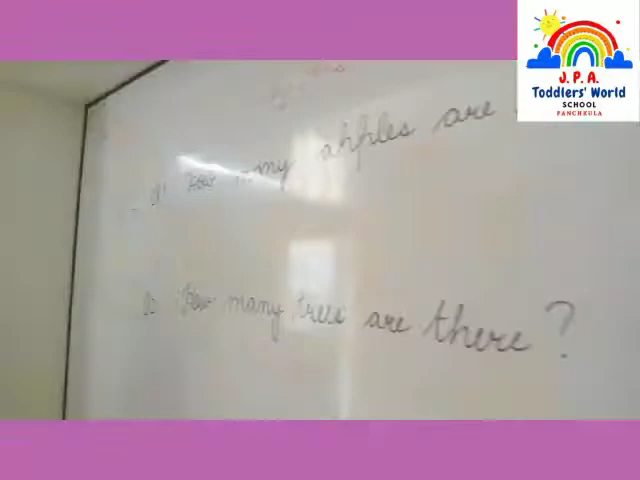 J. P. A.
Toddlers' World
SCHOOL
PANCHKULA
How many apples are
How many trees are there?